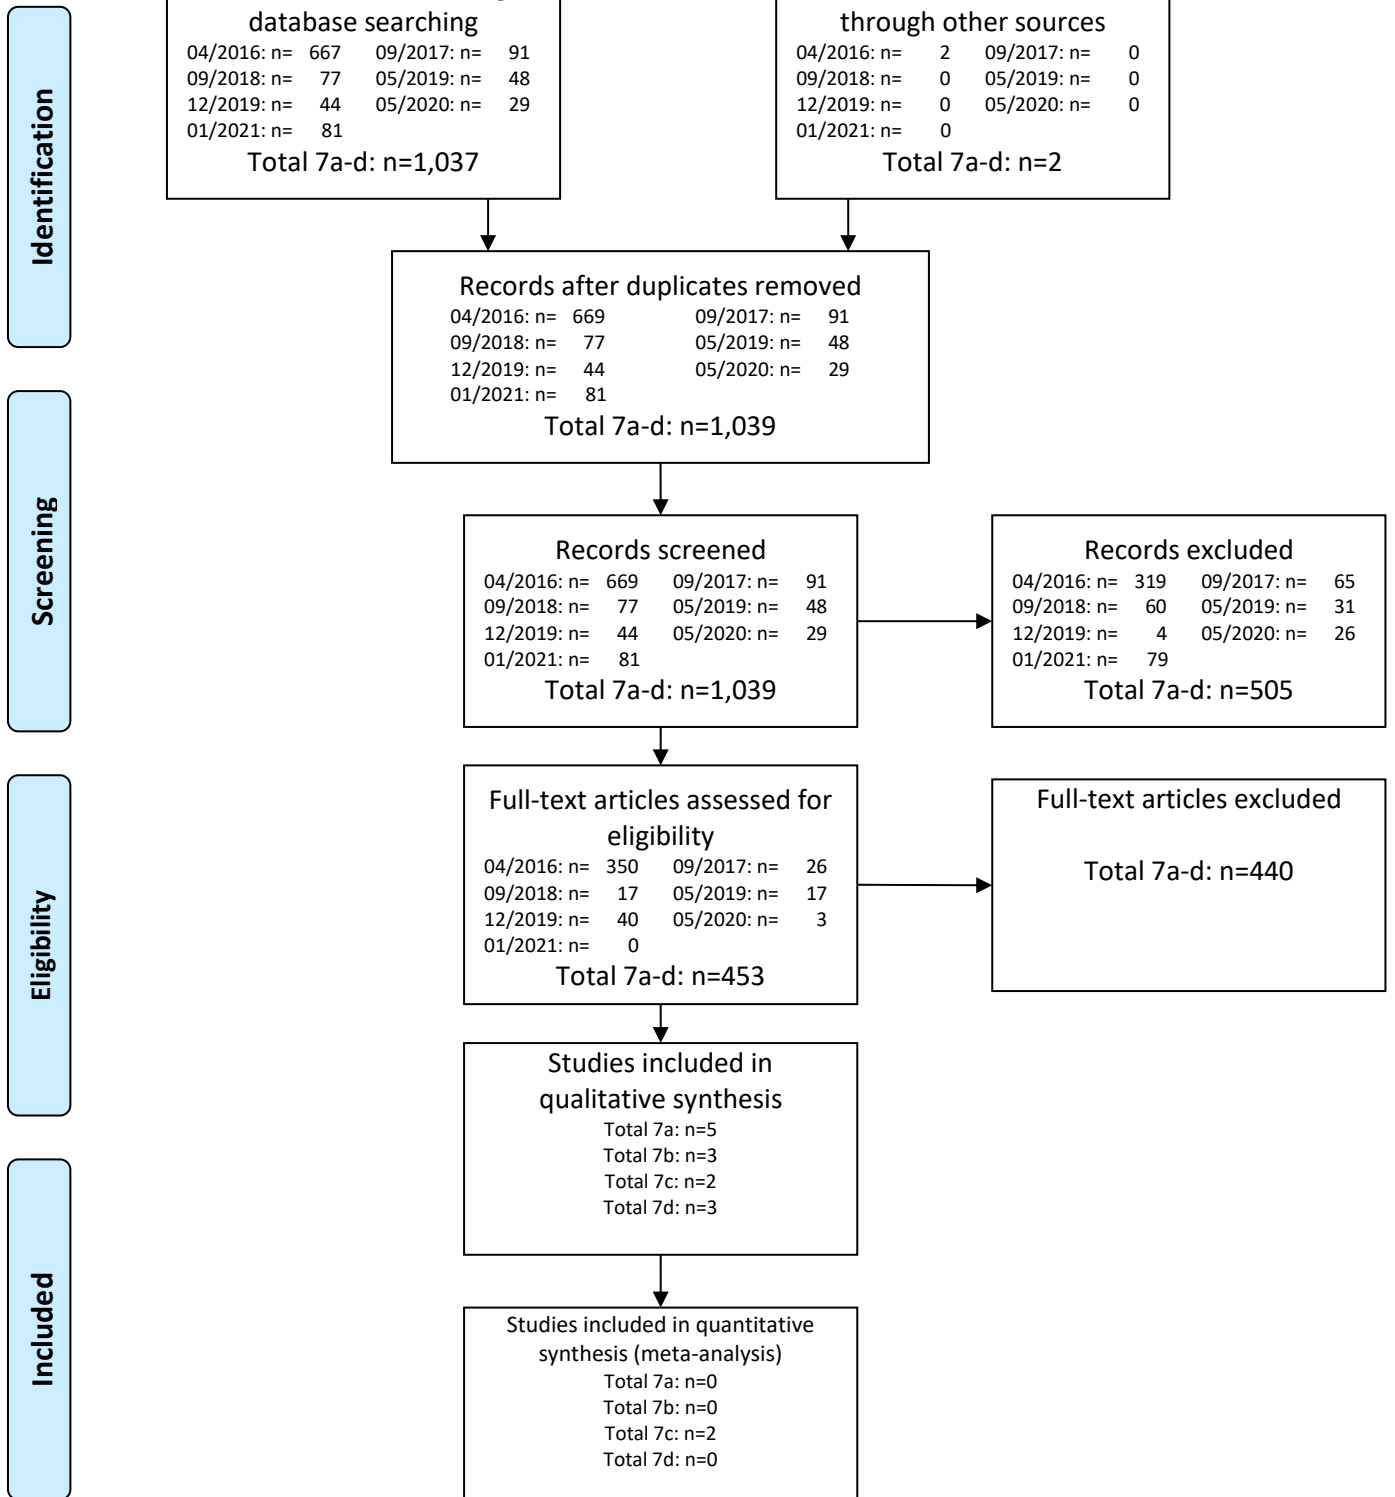 Identification
database searching
04/2016: n= 667 09/2017: n= 91
09/2018: n= 77 05/2019: n= 48
12/2019: n= 44 05/2020: n= 29
01/2021: n= 81
Total 7a-d: n=1,037
through other sources
04/2016: n= 2 09/2017: n= 0
09/2018: n= 0 05/2019: n= 0
12/2019: n= 0 05/2020: n= 0
01/2021: n= 0
Total 7a-d: n=2
Records after duplicates removed
04/2016: n= 669 09/2017: n= 91
09/2018: n= 77 05/2019: n= 48
12/2019: n= 44 05/2020: n= 29
01/2021: n= 81
Total 7a-d: n=1,039
Screening
Records screened
04/2016: n= 669 09/2017: n= 91
09/2018: n= 77 05/2019: n= 48
12/2019: n= 44 05/2020: n= 29
01/2021: n= 81
Total 7a-d: n=1,039
Records excluded
04/2016: n= 319 09/2017: n= 65
09/2018: n= 60 05/2019: n= 31
12/2019: n= 4 05/2020: n= 26
01/2021: n= 79
Total 7a-d: n=505
Eligibility
Full-text articles assessed for
eligibility
04/2016: n= 350 09/2017: n= 26
09/2018: n= 17 05/2019: n= 17
12/2019: n= 40 05/2020: n= 3
01/2021: n= 0
Total 7a-d: n=453
Full-text articles excluded
Total 7a-d: n=440
Studies included in
qualitative synthesis
Total 7a: n=5
Total 7b: n=3
Total 7c: n=2
Total 7d: n=3
Included
Studies included in quantitative
synthesis (meta-analysis)
Total 7a: n=0
Total 7b: n=0
Total 7c: n=2
Total 7d: n=0